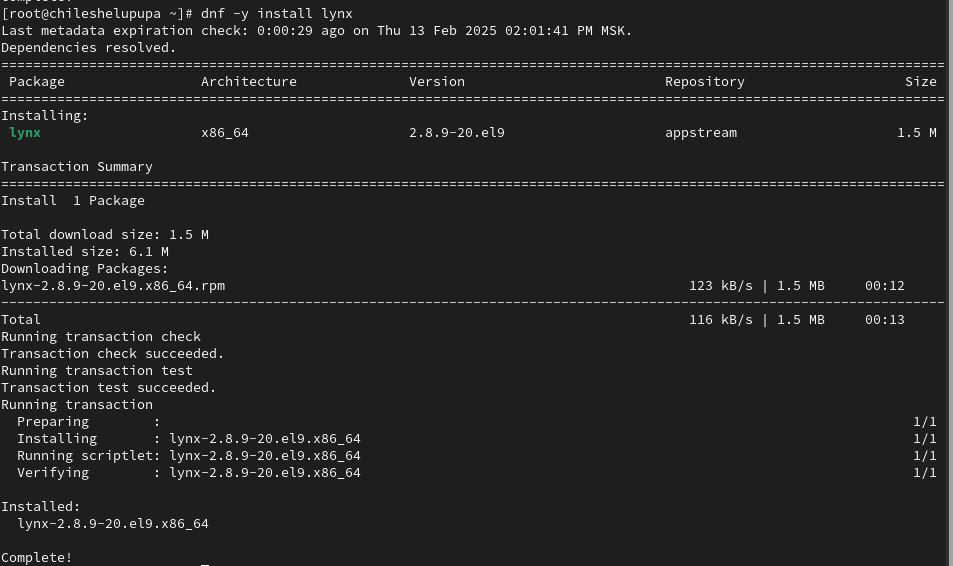 Complete!
[root@chileshelupupa ~]# dnf -y install lynx
Last metadata expiration check: 0:00:29 ago on Thu 13 Feb 2025 02:01:41 PM MSK.
Dependencies resolved.
================================================================================
Package Architecture Version Repository Size
================================================================================
Installing:
lynx x86_64 2.8.9-20.el9 appstream 1.5 M
Transaction Summary
================================================================================
Install  1 Package
Total download size: 1.5 M
Installed size: 6.1 M
Downloading Packages:
lynx-2.8.9-20.el9.x86_64.rpm 123 kB/s | 1.5 MB 00:12
--------------------------------------------------------------------------------
Total 116 kB/s | 1.5 MB 00:13
Running transaction check
Transaction check succeeded.
Running transaction test
Transaction test succeeded.
Running transaction
Preparing : 1/1
Installing : lynx-2.8.9-20.el9.x86_64 1/1
Running scriptlet: lynx-2.8.9-20.el9.x86_64 1/1
Verifying : lynx-2.8.9-20.el9.x86_64 1/1
Installed:
lynx-2.8.9-20.el9.x86_64
Complete!